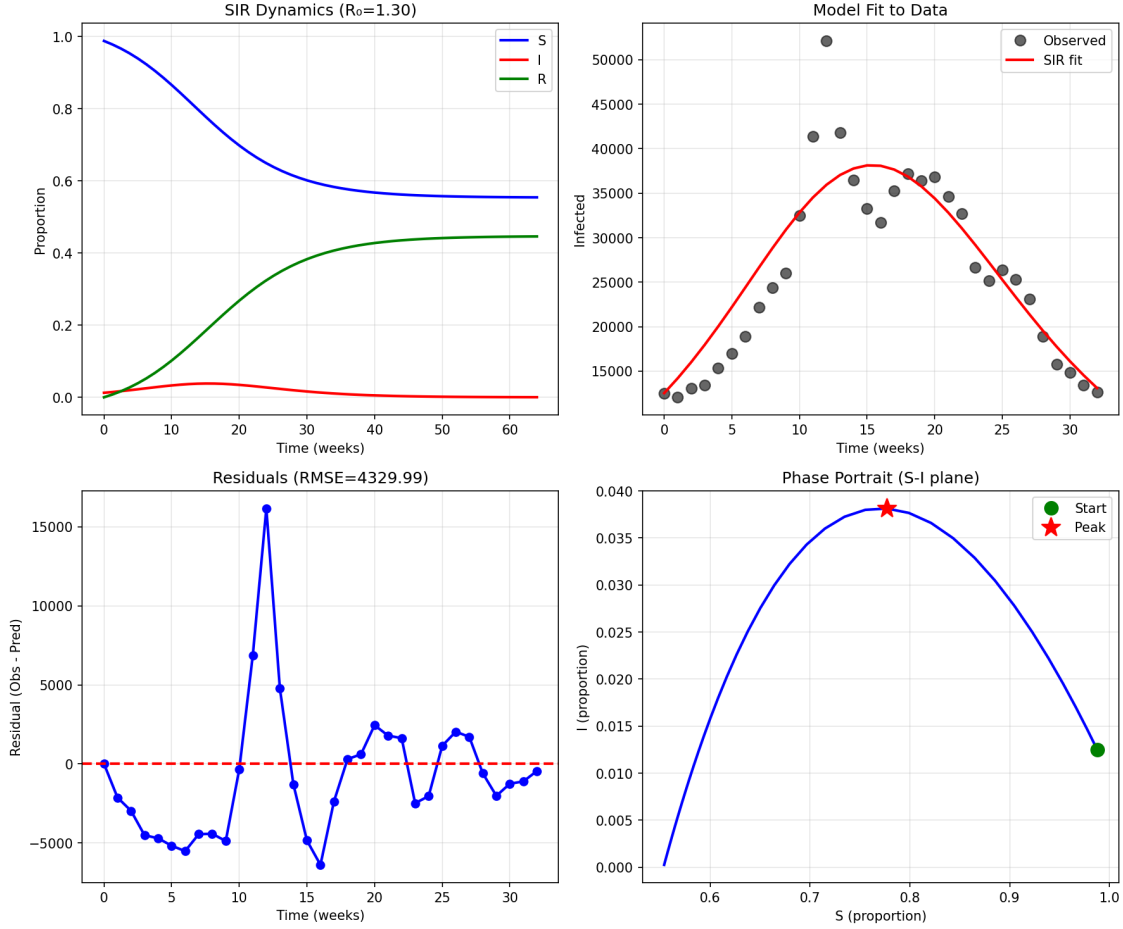 SIR Dynamics (R₀=1.30)
1.0
0.8
0.6
0.4
0.2
0.0
Proportion
S
I
R
0 10 20 30 40 50 60
Time (weeks)
Model Fit to Data
50000
45000
40000
35000
30000
25000
20000
15000
Infected
Observed
SIR fit
0 5 10 15 20 25 30
Time (weeks)
Residuals (RMSE=4329.99)
15000
10000
5000
0
−5000
Residual (Obs - Pred)
0 5 10 15 20 25 30
Time (weeks)
Phase Portrait (S-I plane)
0.040
0.035
0.030
0.025
0.020
0.015
0.010
0.005
0.000
I (proportion)
Start
Peak
0.6 0.7 0.8 0.9 1.0
S (proportion)